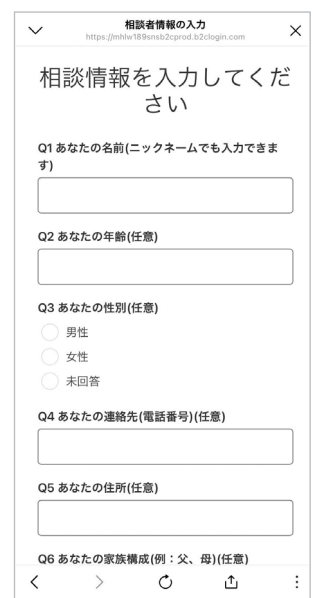 相談者情報の入力
https://mhlw189snsb2cprod.b2clogin.com
相談情報を入力してくだ
さい
Q1 あなたの名前(ニックネームでも入力できま
す)
Q2 あなたの年齢(任意)
Q3 あなたの性別(任意)
男性
女性
未回答
Q4 あなたの連絡先(電話番号)(任意)
Q5 あなたの住所(任意)
Q6 あなたの家族構成(例：父、母)(任意)